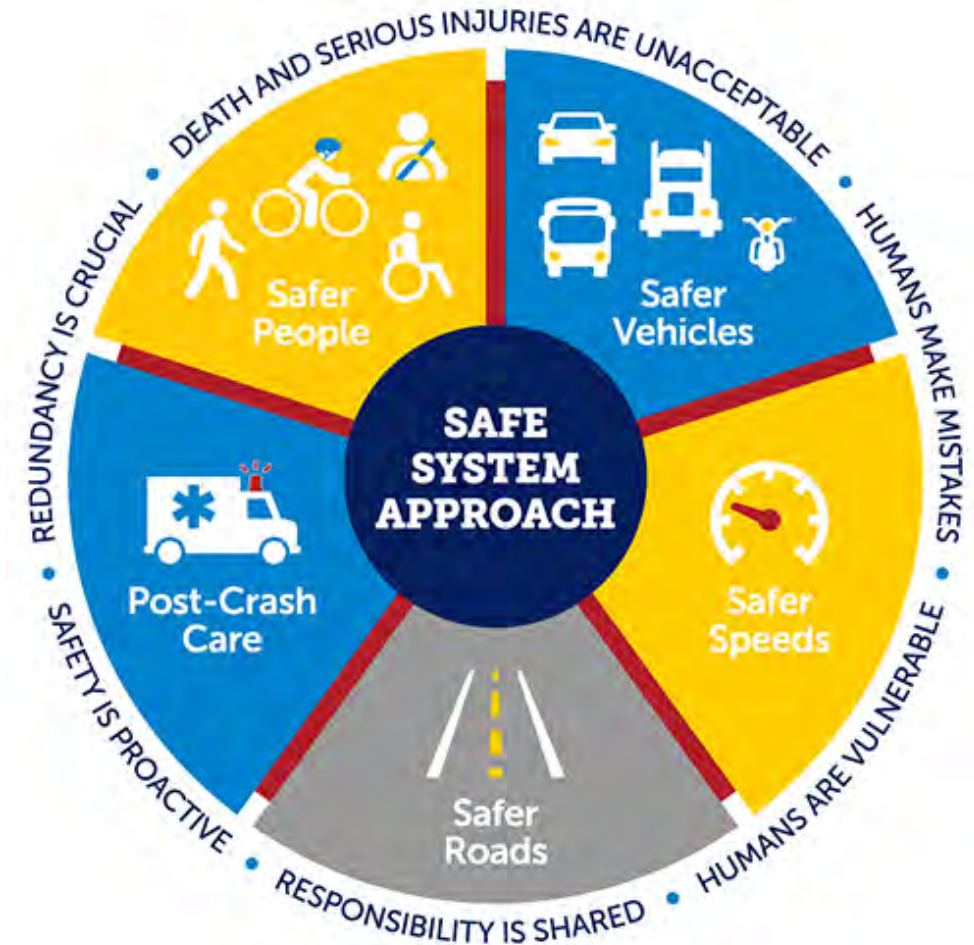 DEATH AND SERIOUS INJURIES ARE UNACCEPTABLE
HUMANS MAKE MISTAKES
HUMANS ARE VULNERABLE
RESPONSIBILITY IS SHARED
SAFETY IS PROACTIVE
REDUNDANCY IS CRUCIAL
Safer
People
Safer
Vehicles
SAFE
SYSTEM
APPROACH
Post-Crash
Care
Safer
Speeds
Safer
Roads